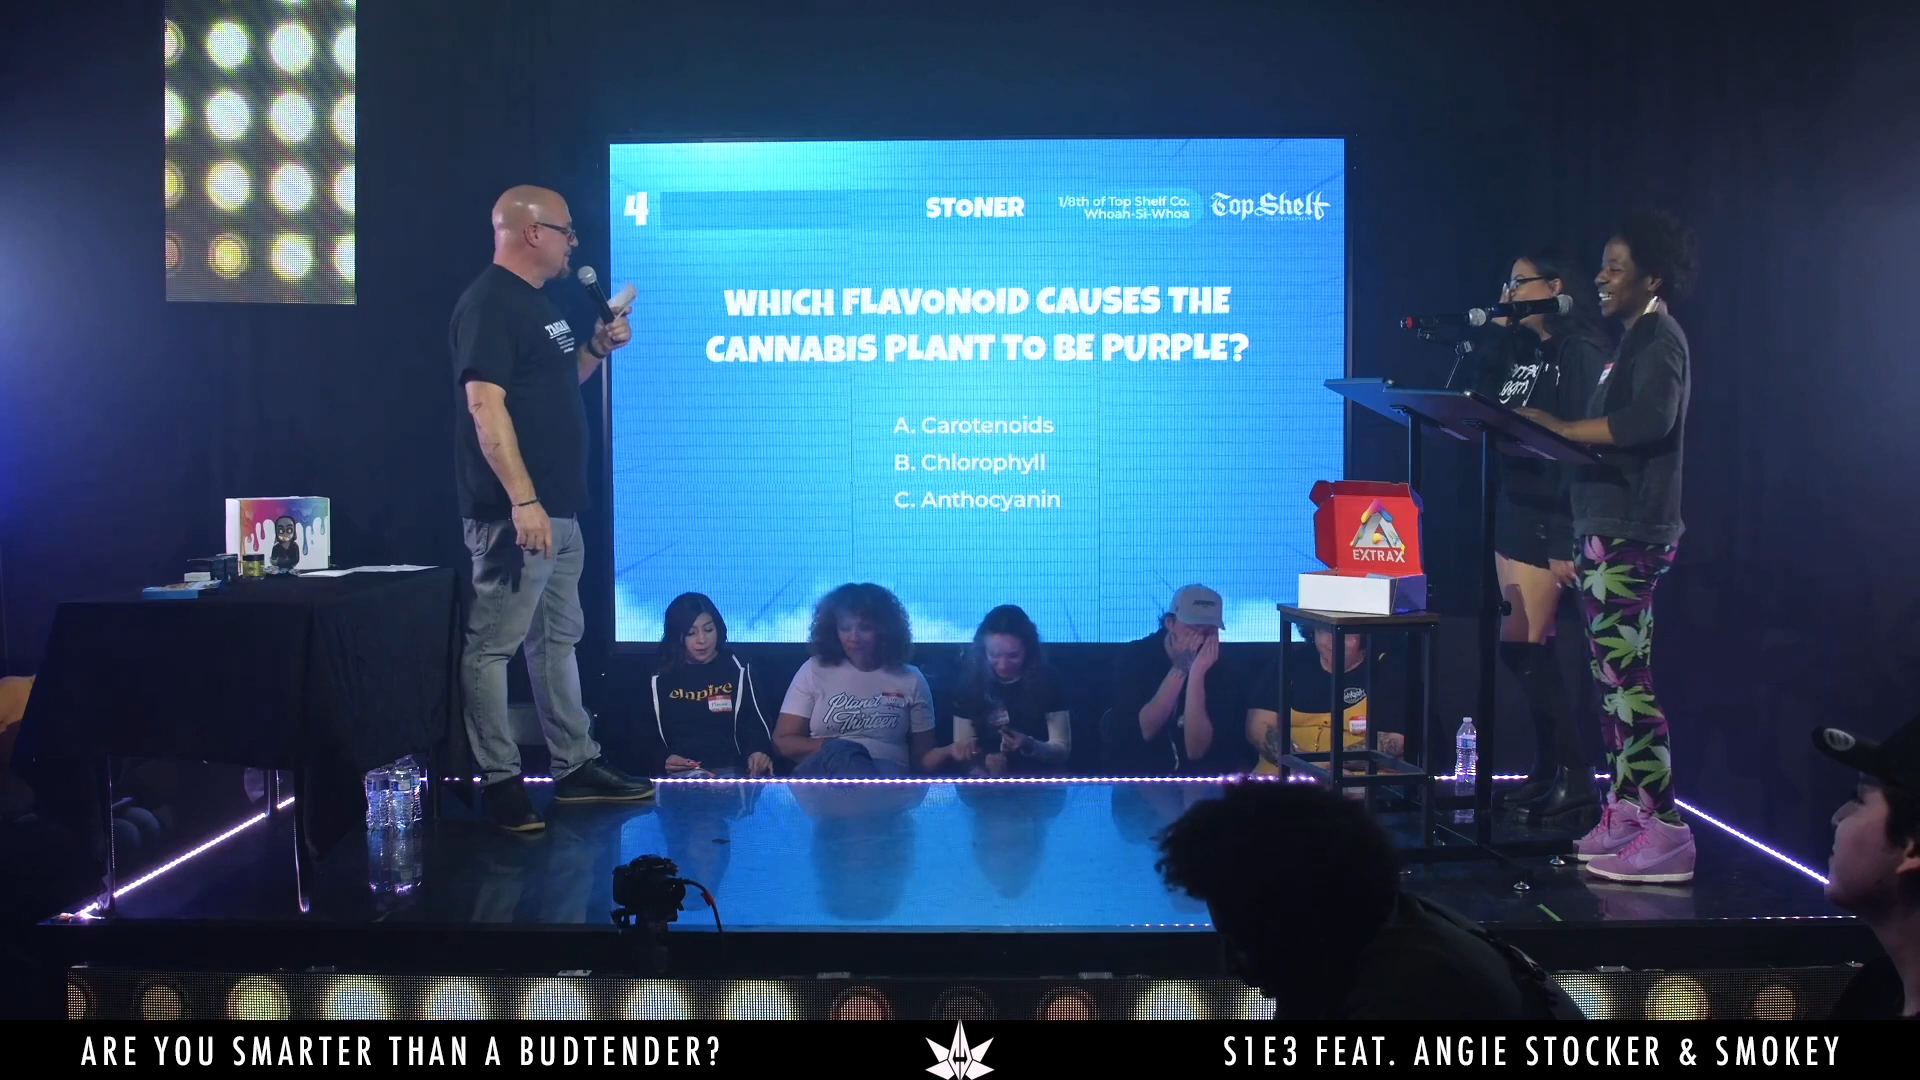 4
STONER
1/8th of Top Shelf Co.
Whoah-Si-Whoa
Top Shelf
WHICH FLAVONOID CAUSES THE
CANNABIS PLANT TO BE PURPLE?
A. Carotenoids
B. Chlorophyll
C. Anthocyanin
EXTRAX
empire
Planet
Thirteen
ARE YOU SMARTER THAN A BUDTENDER?
S1E3 FEAT. ANGIE STOCKER & SMOKEY